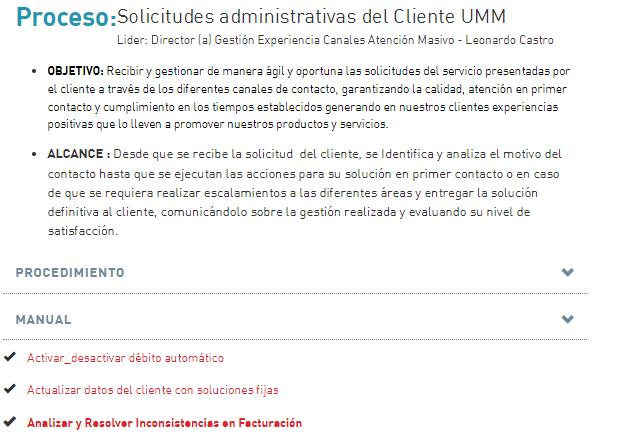 Proceso:Solicitudes administrativas del Cliente UMM
Lider: Director (a) Gestión Experiencia Canales Atención Masivo - Leonardo Castro
• OBJETIVO: Recibir y gestionar de manera ágil y oportuna las solicitudes del servicio presentadas por
el cliente a través de los diferentes canales de contacto, garantizando la calidad, atención en primer
contacto y cumplimiento en los tiempos establecidos generando en nuestros clientes experiencias
positivas que lo lleven a promover nuestros productos y servicios.
• ALCANCE : Desde que se recibe la solicitud del cliente, se Identifica y analiza el motivo del
contacto hasta que se ejecutan las acciones para su solución en primer contacto o en caso
de que se requiera realizar escalamientos a las diferentes áreas y entregar la solución
definitiva al cliente, comunicándolo sobre la gestión realizada y evaluando su nivel de
satisfacción.
PROCEDIMIENTO
MANUAL
Activar_desactivar débito automático
Actualizar datos del cliente con soluciones fijas
Analizar y Resolver Inconsistencias en Facturación